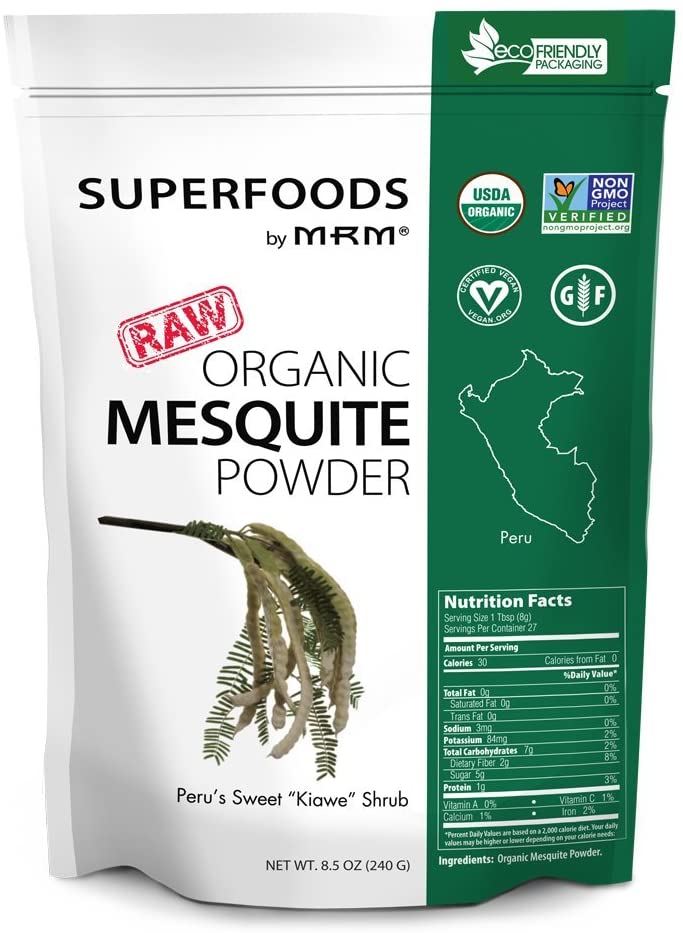 eco FRIENDLY
PACKAGING
SUPERFOODS
by MRM®
RAW
ORGANIC
MESQUITE
POWDER
Peru's Sweet "Kiawe" Shrub
NET WT. 8.5 OZ (240 G)
USDA
ORGANIC
NON
GMO
Project
VERIFIED
nongmoproject.org
CERTIFIED VEGAN
VEGAN.ORG
G F
Peru
Nutrition Facts
Serving Size 1 Tbsp (8g)
Servings Per Container 27
Amount Per Serving
Calories 30 Calories from Fat 0
%Daily Value*
Total Fat 0g 0%
Saturated Fat 0g 0%
Trans Fat 0g
Sodium 3mg 0%
Potassium 84mg 2%
Total Carbohydrates 7g 2%
Dietary Fiber 2g 8%
Sugar 5g
Protein 1g 3%
Vitamin A 0% • Vitamin C 1%
Calcium 1% • Iron 2%
*Percent Daily Values are based on a 2,000 calorie diet. Your daily
values may be higher or lower depending on your calorie needs:
Ingredients: Organic Mesquite Powder.